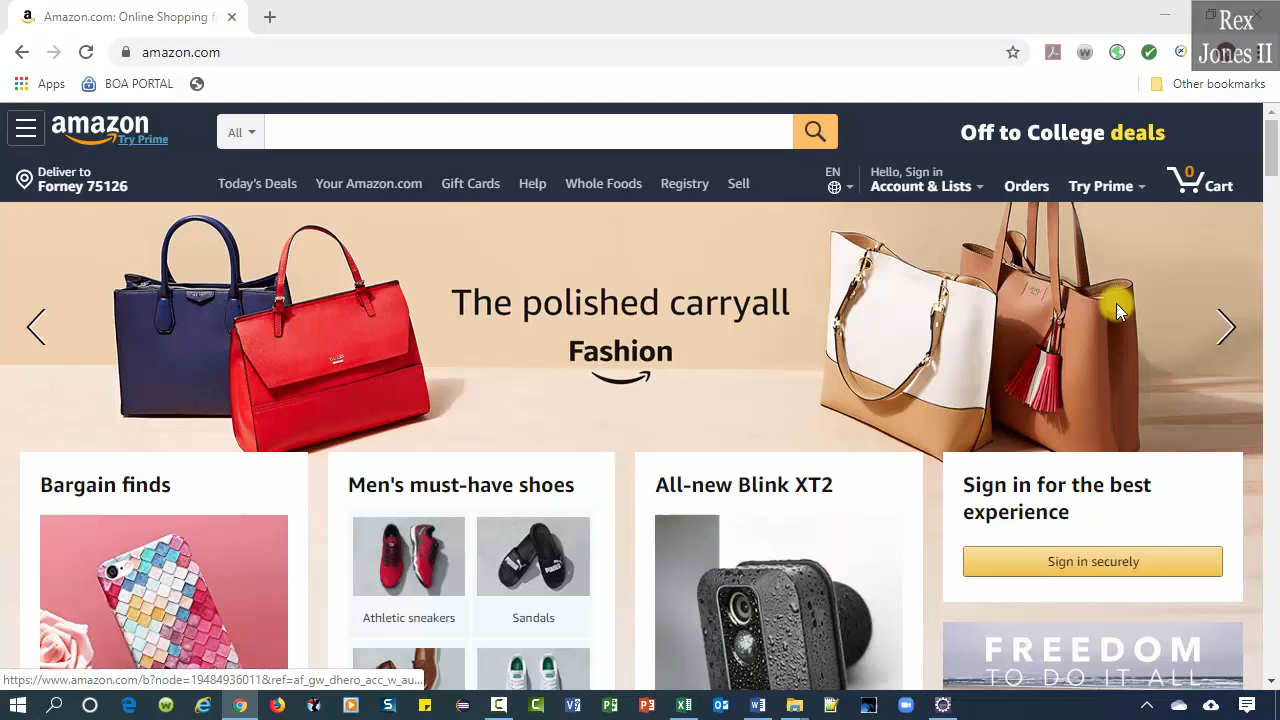 Amazon.com: Online Shopping f
Rex
Jones II
amazon.com
Apps
BOA PORTAL
Other bookmarks
amazon
Try Prime
All
Off to College deals
Deliver to
Forney 75126
Today's Deals
Your Amazon.com
Gift Cards
Help
Whole Foods
Registry
Sell
EN
Hello, Sign in
Account & Lists
Orders
Try Prime
0
Cart
The polished carryall
Fashion
GUESS
Bargain finds
Men's must-have shoes
All-new Blink XT2
Sign in for the best
experience
Sign in securely
PUMA
Athletic sneakers
Sandals
FREEDOM
TO DO IT ALL
https://www.amazon.com/b?node=19484936011&ref=af_gw_dhero_occ_w_au...